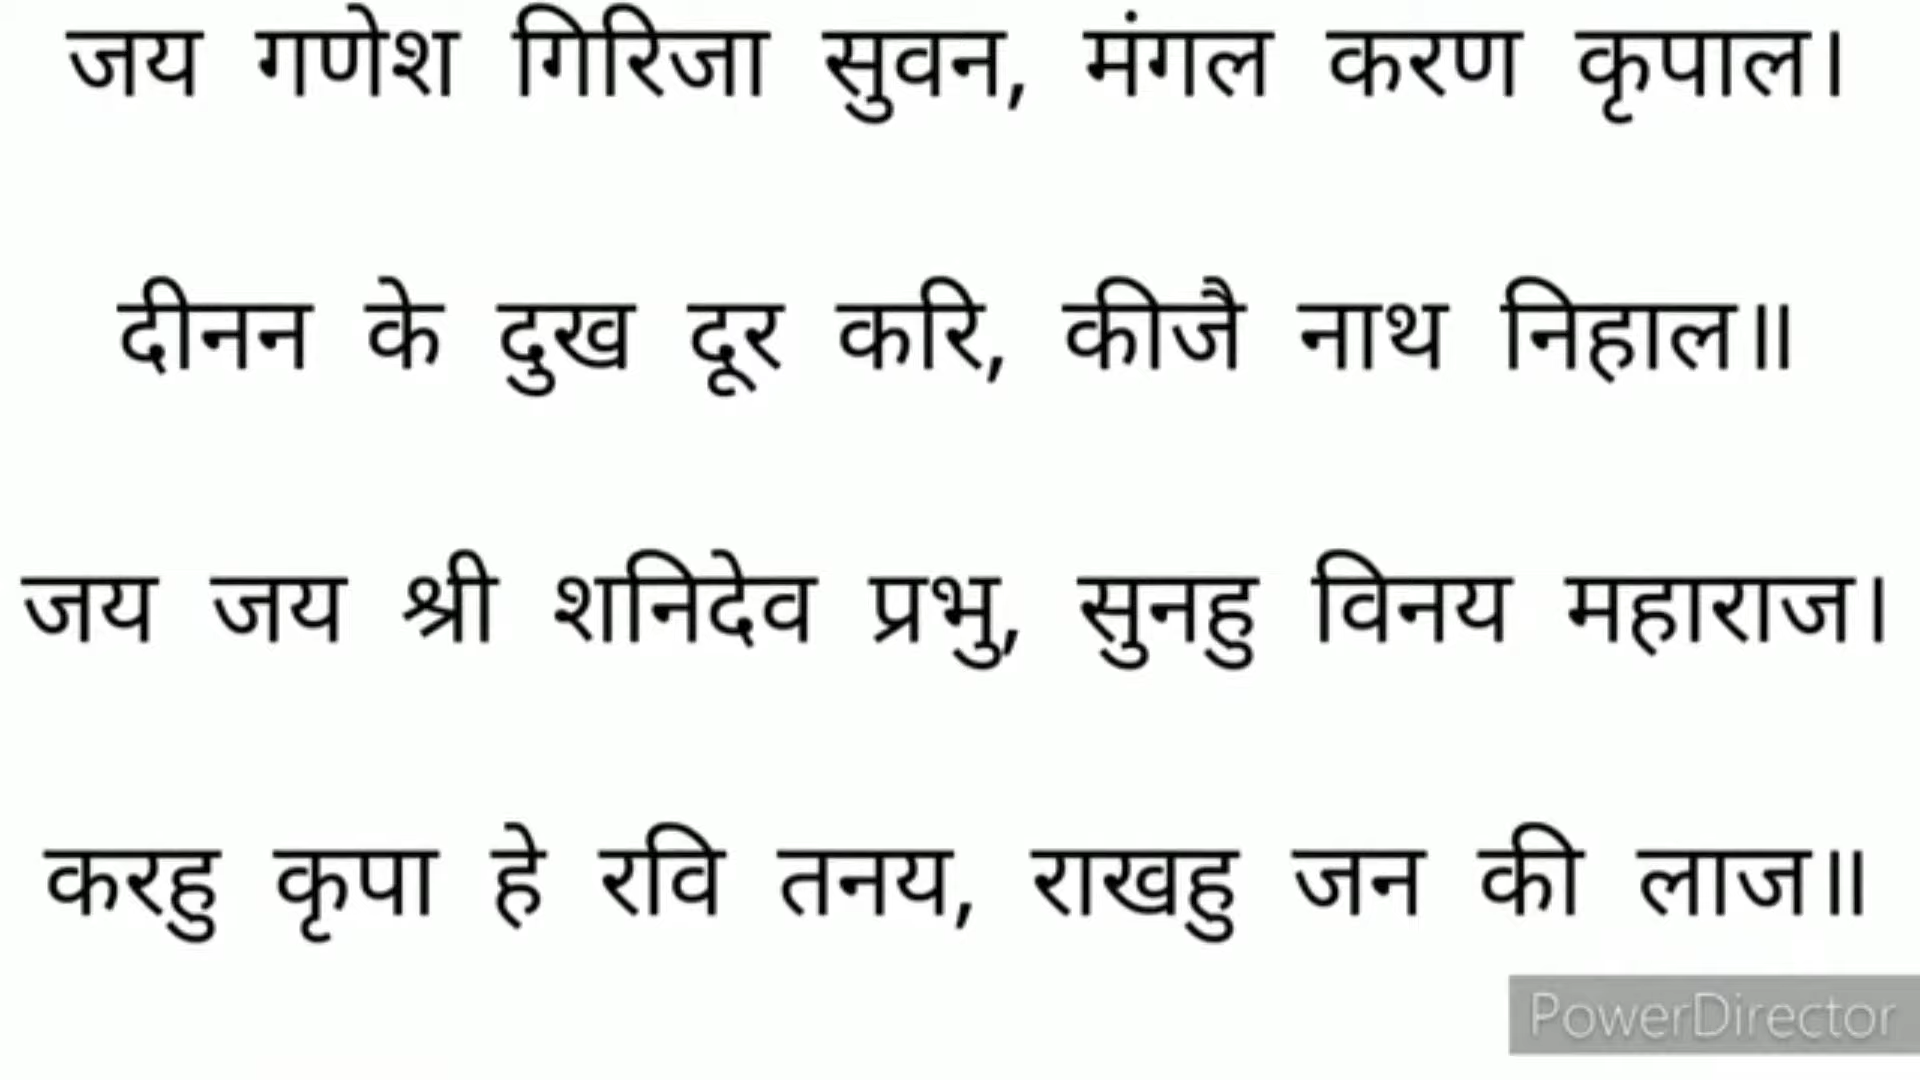 जय गणेश गिरिजा सुवन, मंगल करण कृपाल।
दीनन के दुख दूर करि, कीजै नाथ निहाल॥
जय जय श्री शनिदेव प्रभु, सुनहु विनय महाराज।
करहु कृपा हे रवि तनय, राखहु जन की लाज॥
PowerDirector